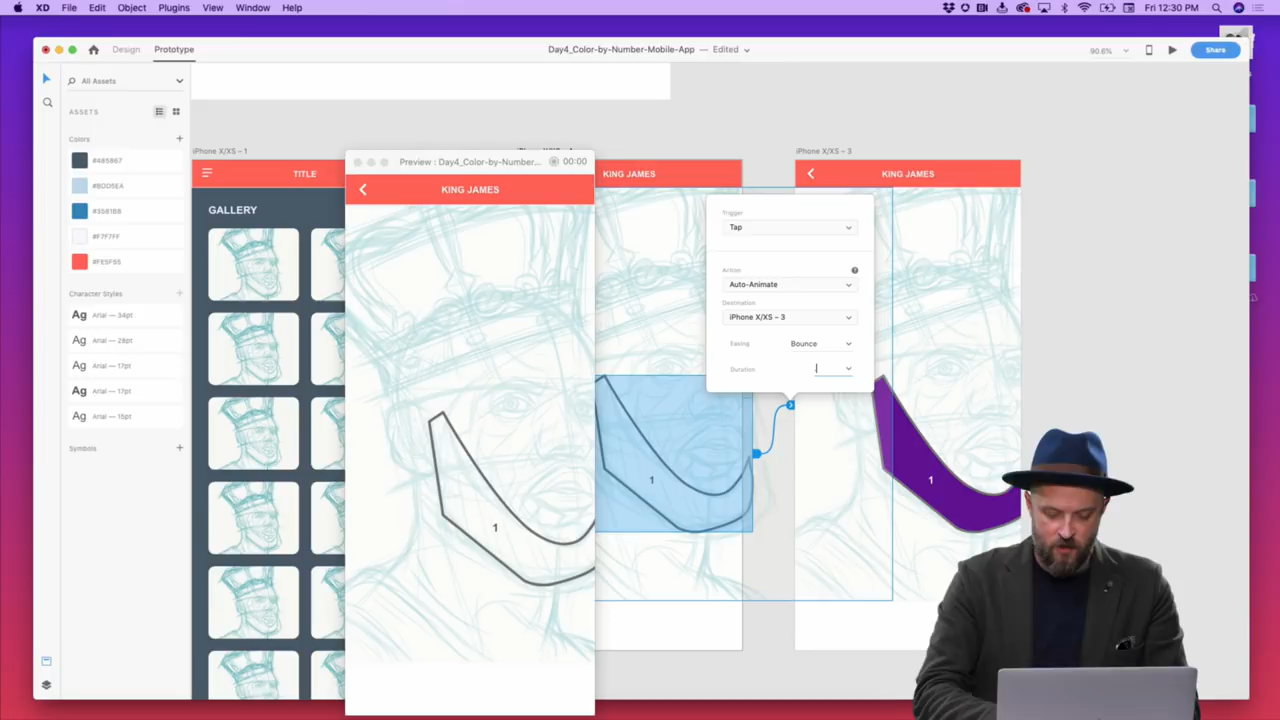 XD File Edit Object Plugins View Window Help
Fri 12:30 PM
Design Prototype
Day4_Color-by-Number-Mobile-App — Edited
90.6%
Share
All Assets
ASSETS
Colors
#485867
#F7F7FF
#FE5F55
Character Styles
Ag Arial — 34pt
Ag Arial — 28pt
Ag Arial — 17pt
Ag Arial — 17pt
Ag Arial — 15pt
Symbols
iPhone X/XS – 1
TITLE
GALLERY
Preview : Day4_Color-by-Number...
00:00
KING JAMES
1
KING JAMES
1
Trigger
Tap
Action
Auto-Animate
Destination
iPhone X/XS – 3
Easing
Bounce
Duration
iPhone X/XS – 3
KING JAMES
1